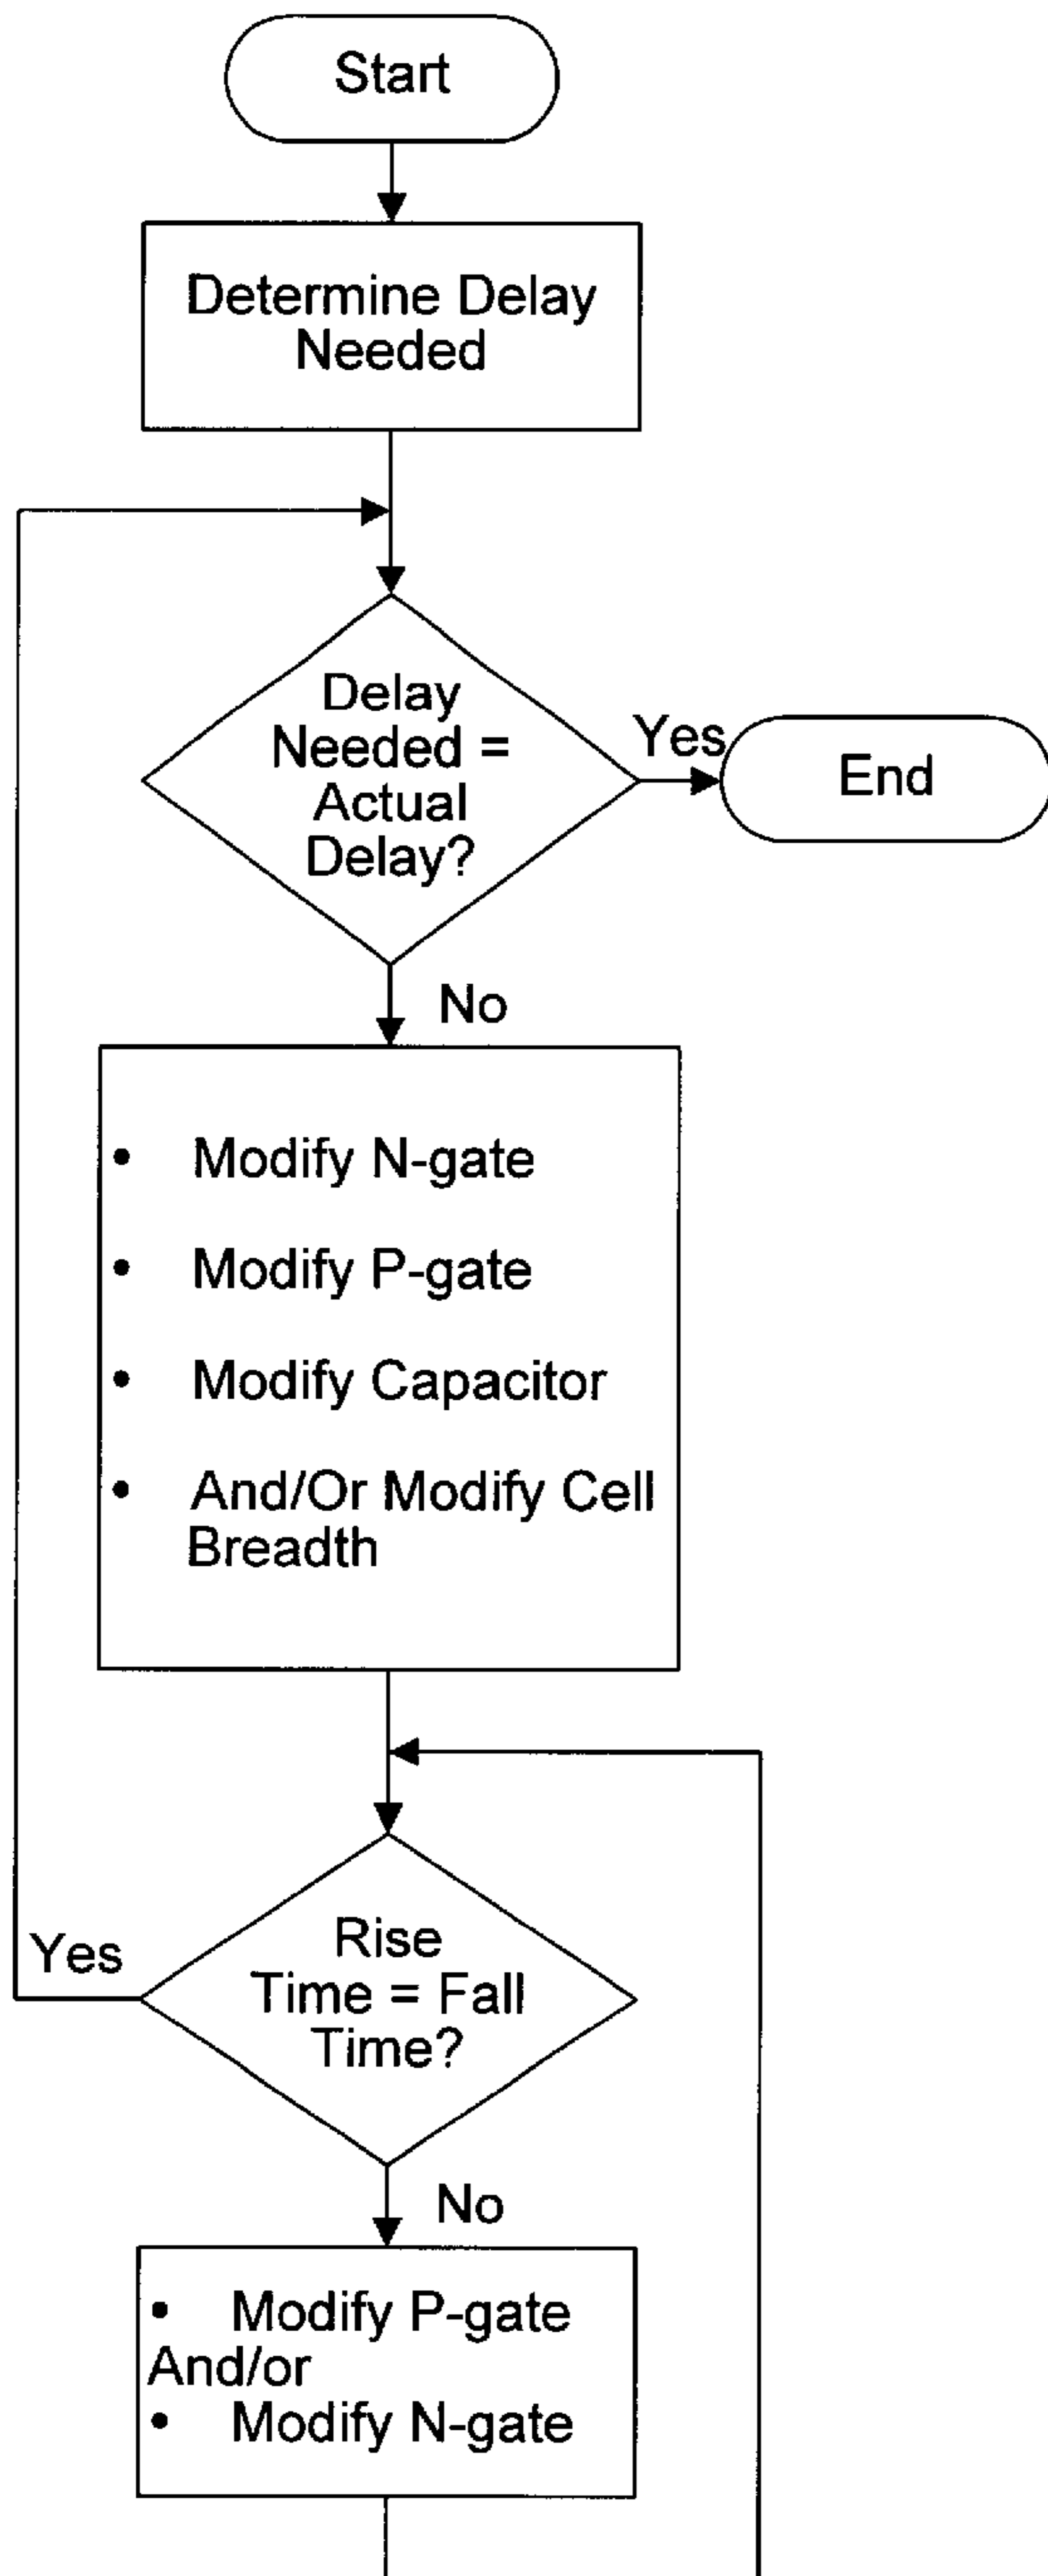 Start
Determine Delay
Needed
Delay
Needed =
Actual
Delay?
Yes
End
No
• Modify N-gate
• Modify P-gate
• Modify Capacitor
• And/Or Modify Cell
Breadth
Yes
Rise
Time = Fall
Time?
No
• Modify P-gate
And/or
• Modify N-gate